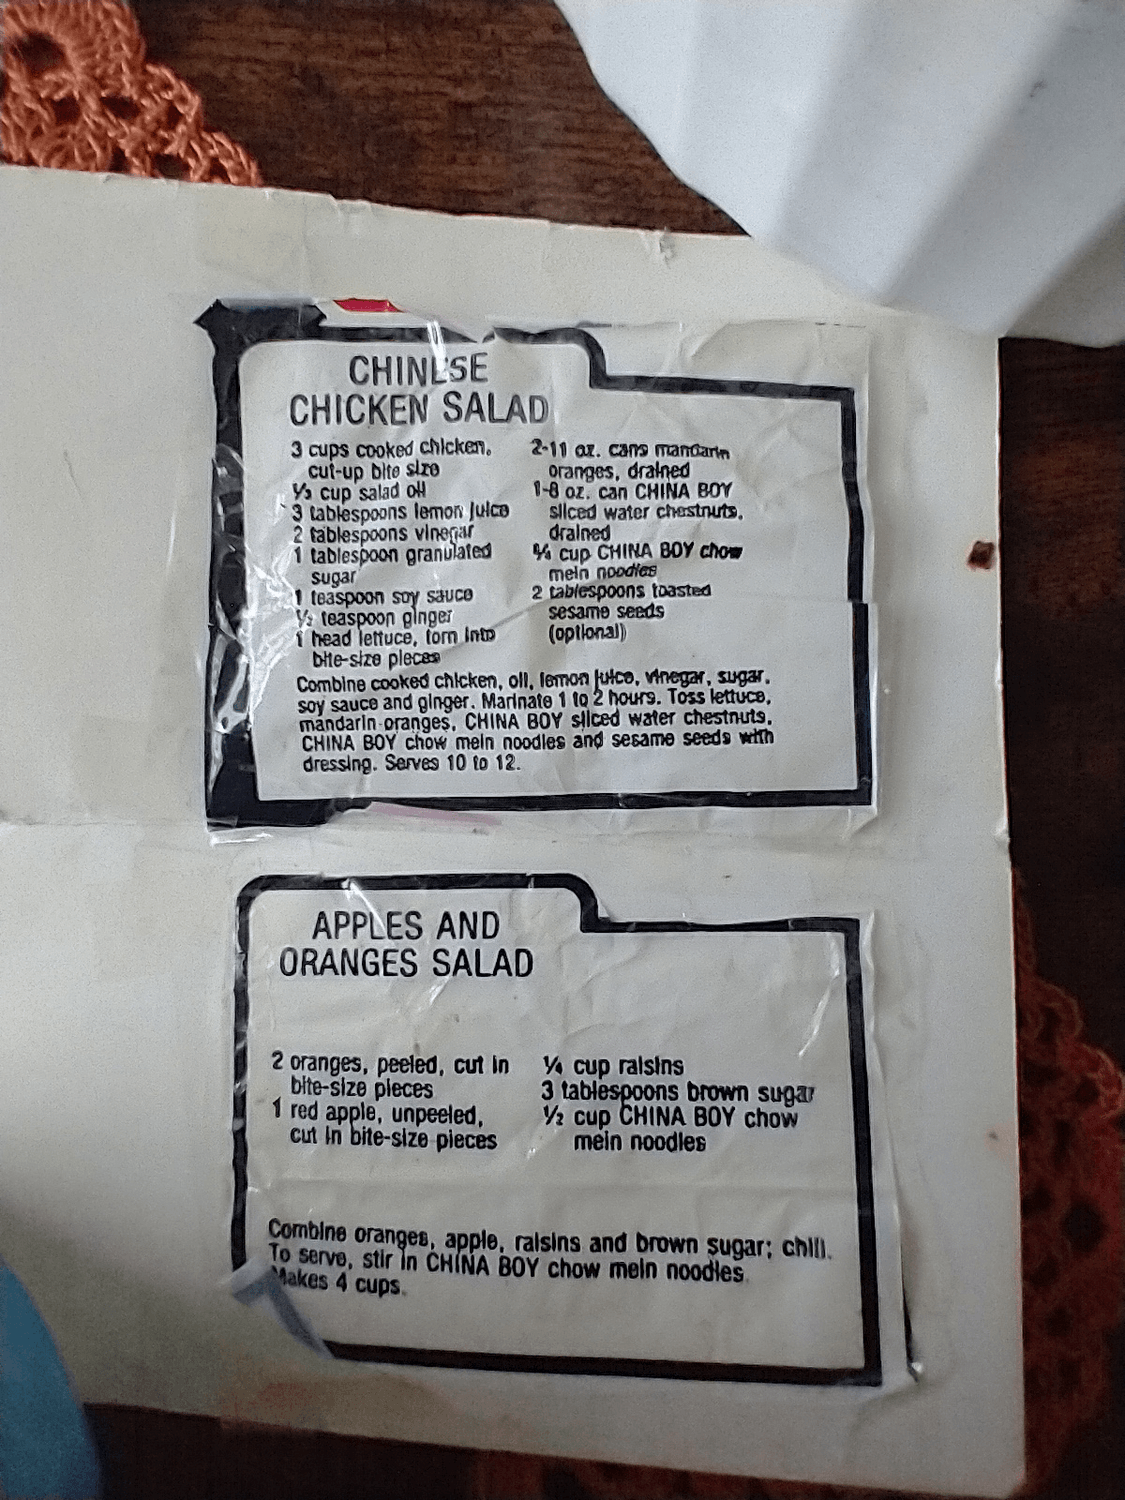 CHINESE
CHICKEN SALAD
3 cups cooked chicken,
cut-up bite size
⅓ cup salad oil
3 tablespoons lemon juice
2 tablespoons vinegar
1 tablespoon granulated
sugar
1 teaspoon soy sauce
½ teaspoon ginger
1 head lettuce, torn into
bite-size pieces
2-11 oz. cans mandarin
oranges, drained
1-8 oz. can CHINA BOY
sliced water chestnuts,
drained
cup CHINA BOY chow
mein noodles
2 tablespoons toasted
sesame seeds
(optional)
Combine cooked chicken, oil, lemon juice, vinegar, sugar,
soy sauce and ginger. Marinate 1 to 2 hours. Toss lettuce,
mandarin oranges, CHINA BOY sliced water chestnuts,
CHINA BOY chow mein noodles and sesame seeds with
dressing. Serves 10 to 12.
APPLES AND
ORANGES SALAD
2 oranges, peeled, cut in
bite-size pieces
1 red apple, unpeeled,
cut in bite-size pieces
¼ cup raisins
3 tablespoons brown sugar
½ cup CHINA BOY chow
mein noodles
Combine oranges, apple, raisins and brown sugar; chill.
To serve, stir in CHINA BOY chow mein noodles.
Makes 4 cups.